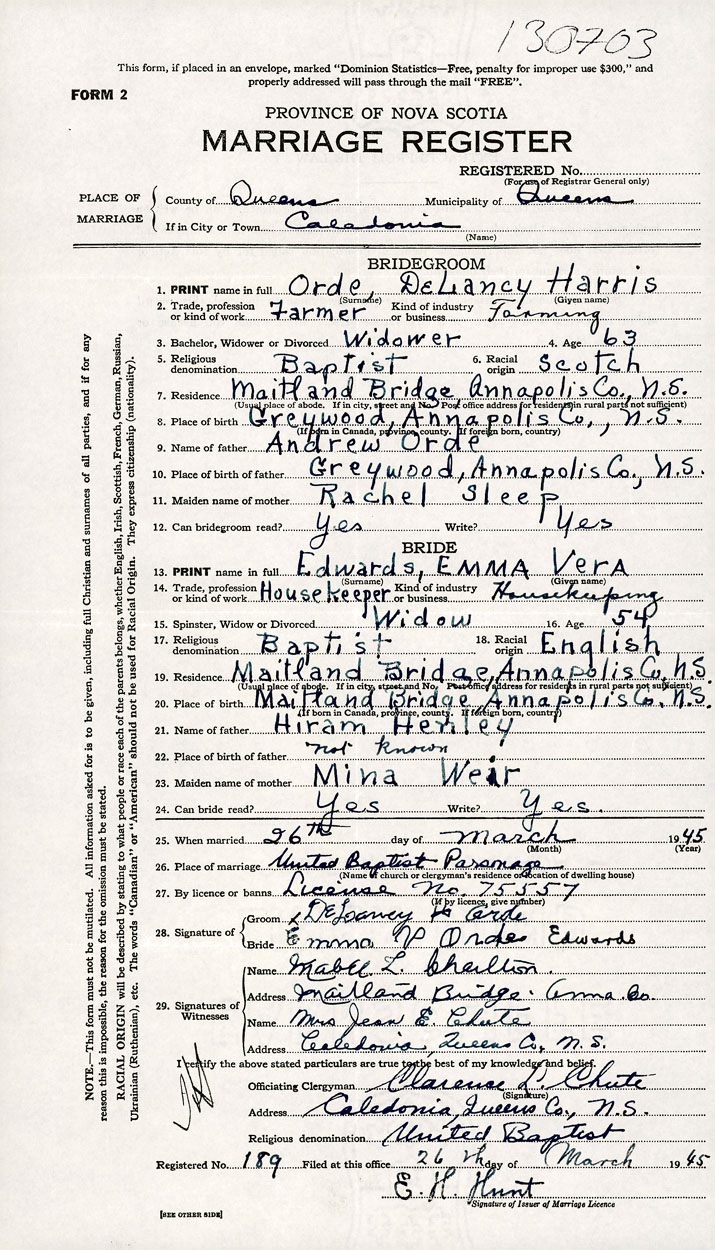 130703
This form, if placed in an envelope, marked "Dominion Statistics—Free, penalty for improper use $300," and
properly addressed will pass through the mail "FREE".
FORM 2
PROVINCE OF NOVA SCOTIA
MARRIAGE REGISTER
REGISTERED No.
(For use of Registrar General only)
PLACE OF MARRIAGE
County of Queens Municipality of Queens
If in City or Town Caledonia
(Name)
BRIDEGROOM
1. PRINT name in full Orde, DeLancy Harris
(Surname) (Given name)
2. Trade, profession or kind of work Farmer Kind of industry or business Farming
3. Bachelor, Widower or Divorced Widower 4. Age 63
5. Religious denomination Baptist 6. Racial origin Scotch
7. Residence Maitland Bridge, Annapolis Co., N.S.
(Usual place of abode. If in city, street and No. Post office address for residents in rural parts not sufficient)
8. Place of birth Greywood, Annapolis Co., N.S.
(If born in Canada, province, county. If foreign born, country)
9. Name of father Andrew Orde
10. Place of birth of father Greywood, Annapolis Co., N.S.
11. Maiden name of mother Rachel Sleep
12. Can bridegroom read? Yes Write? Yes
BRIDE
13. PRINT name in full Edwards, EMMA VerA
(Surname) (Given name)
14. Trade, profession or kind of work Housekeeper Kind of industry or business Housekeeping
15. Spinster, Widow or Divorced Widow 16. Age 54
17. Religious denomination Baptist 18. Racial origin English
19. Residence Maitland Bridge, Annapolis Co, N.S.
(Usual place of abode. If in city, street and No. Post office address for residents in rural parts not sufficient)
20. Place of birth Maitland Bridge, Annapolis Co., N.S.
(If born in Canada, province, county. If foreign born, country)
21. Name of father Hiram Henley
22. Place of birth of father not known
23. Maiden name of mother Mina Weir
24. Can bride read? Yes Write? Yes.
25. When married 26th day of March 1945
(Month) (Year)
26. Place of marriage United Baptist Parsonage
(Name of church or clergyman's residence or location of dwelling house)
27. By licence or banns License No. 75557
(If by licence, give number)
28. Signature of
Groom x DeLancey H Orde
Bride Emma V Ordes Edwards
29. Signatures of Witnesses
Name Mabel L. Charlton.
Address Maitland Bridge. Anna Co.
Name Mrs Jean E. Chute
Address Caledonia, Queens Co, N.S.
I certify the above stated particulars are true to the best of my knowledge and belief.
Officiating Clergyman Clarence L. Chute
(Signature)
Address Caledonia, Queens Co., N.S.
Religious denomination United Baptist
Registered No. 189 Filed at this office 26th day of March 1945
E. H. Hunt
Signature of Issuer of Marriage Licence
[SEE OTHER SIDE]
NOTE.—This form must not be mutilated. All information asked for is to be given, including full Christian and surnames of all parties, and if for any
reason this is impossible, the reason for the omission must be stated.
RACIAL ORIGIN will be described by stating to what people or race each of the parents belongs, whether English, Irish, Scottish, French, German, Russian,
Ukrainian (Ruthenian), etc. The words "Canadian" or "American" should not be used for Racial Origin. They express citizenship (nationality).